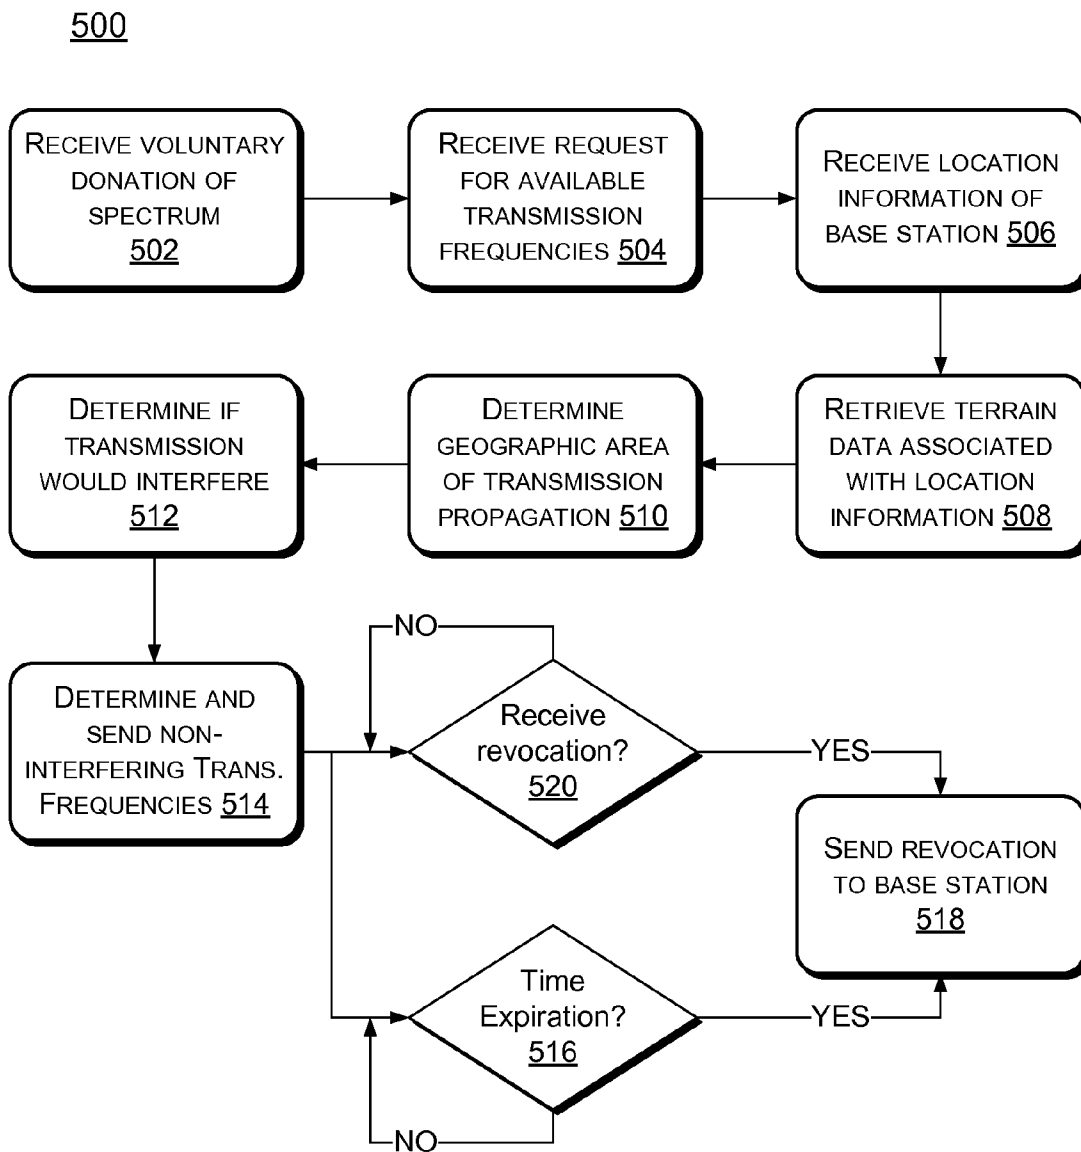 500
RECEIVE VOLUNTARY
DONATION OF
SPECTRUM
502
RECEIVE REQUEST
FOR AVAILABLE
TRANSMISSION
FREQUENCIES 504
RECEIVE LOCATION
INFORMATION OF
BASE STATION 506
RETRIEVE TERRAIN
DATA ASSOCIATED
WITH LOCATION
INFORMATION 508
DETERMINE
GEOGRAPHIC AREA
OF TRANSMISSION
PROPAGATION 510
DETERMINE IF
TRANSMISSION
WOULD INTERFERE
512
DETERMINE AND
SEND NON-
INTERFERING TRANS.
FREQUENCIES 514
NO
Receive
revocation?
520
YES
SEND REVOCATION
TO BASE STATION
518
Time
Expiration?
516
YES
NO